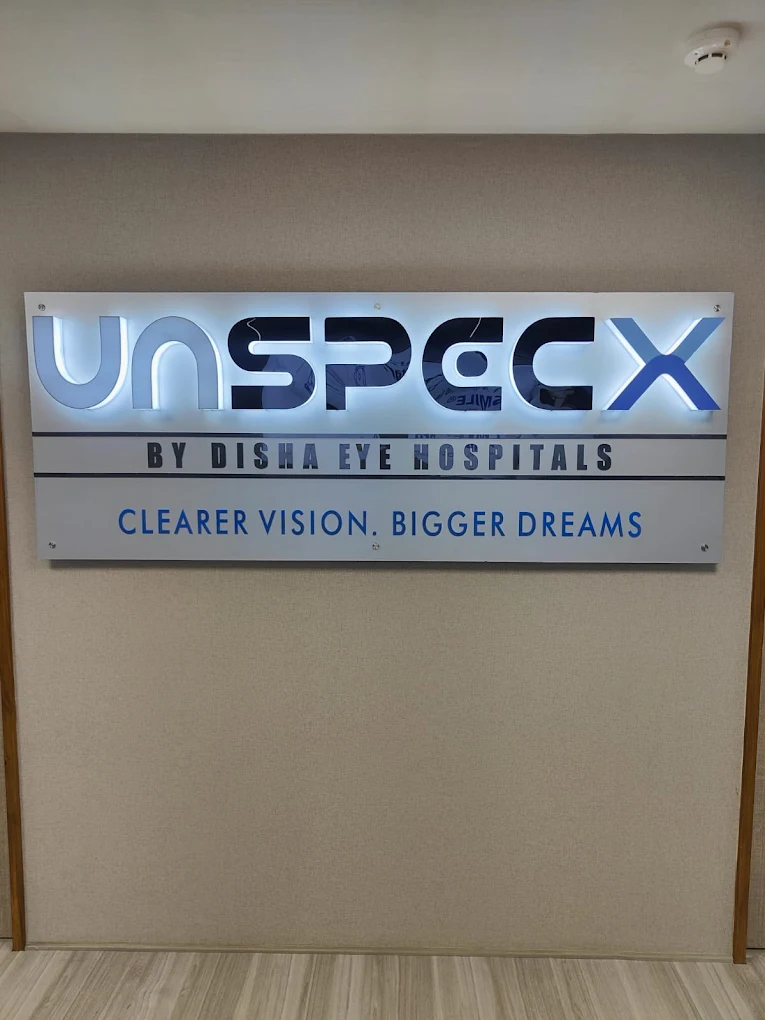 UNSPECX
BY DISHA EYE HOSPITALS
CLEARER VISION. BIGGER DREAMS